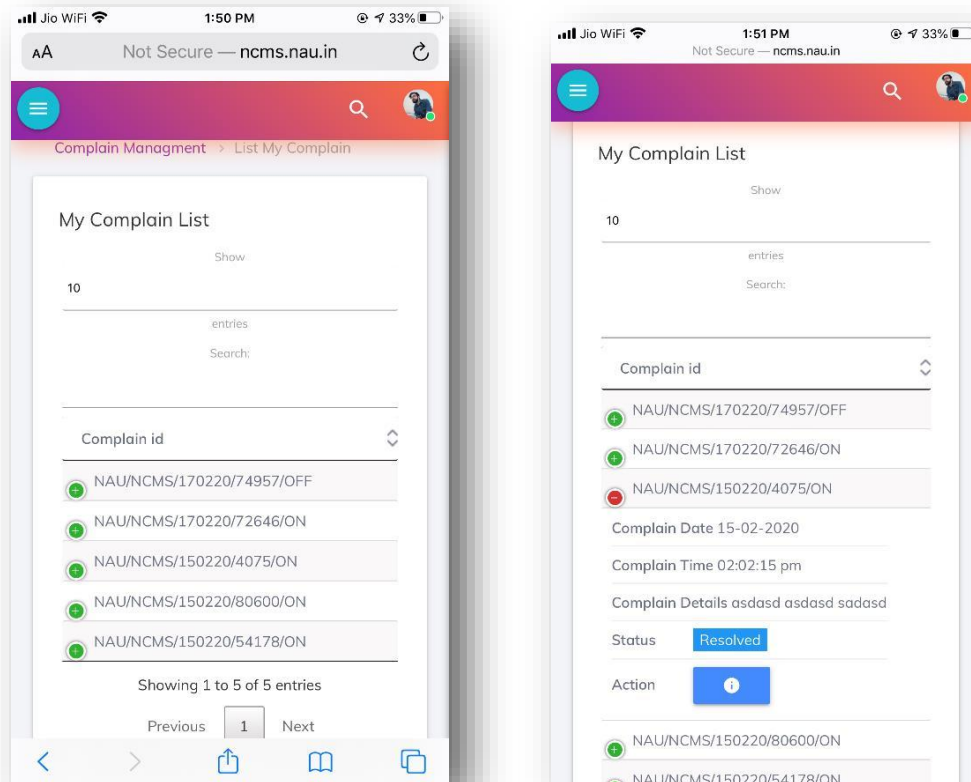 Jio WiFi 1:50 PM 33%
AA Not Secure — ncms.nau.in
Complain Managment > List My Complain
My Complain List
Show
10
entries
Search:
Complain id
NAU/NCMS/170220/74957/OFF
NAU/NCMS/170220/72646/ON
NAU/NCMS/150220/4075/ON
NAU/NCMS/150220/80600/ON
NAU/NCMS/150220/54178/ON
Showing 1 to 5 of 5 entries
Previous 1 Next
Jio WiFi 1:51 PM 33%
Not Secure — ncms.nau.in
My Complain List
Show
10
entries
Search:
Complain id
NAU/NCMS/170220/74957/OFF
NAU/NCMS/170220/72646/ON
NAU/NCMS/150220/4075/ON
Complain Date 15-02-2020
Complain Time 02:02:15 pm
Complain Details asdasd asdasd sadasd
Status Resolved
Action
NAU/NCMS/150220/80600/ON
NAU/NCMS/150220/54178/ON